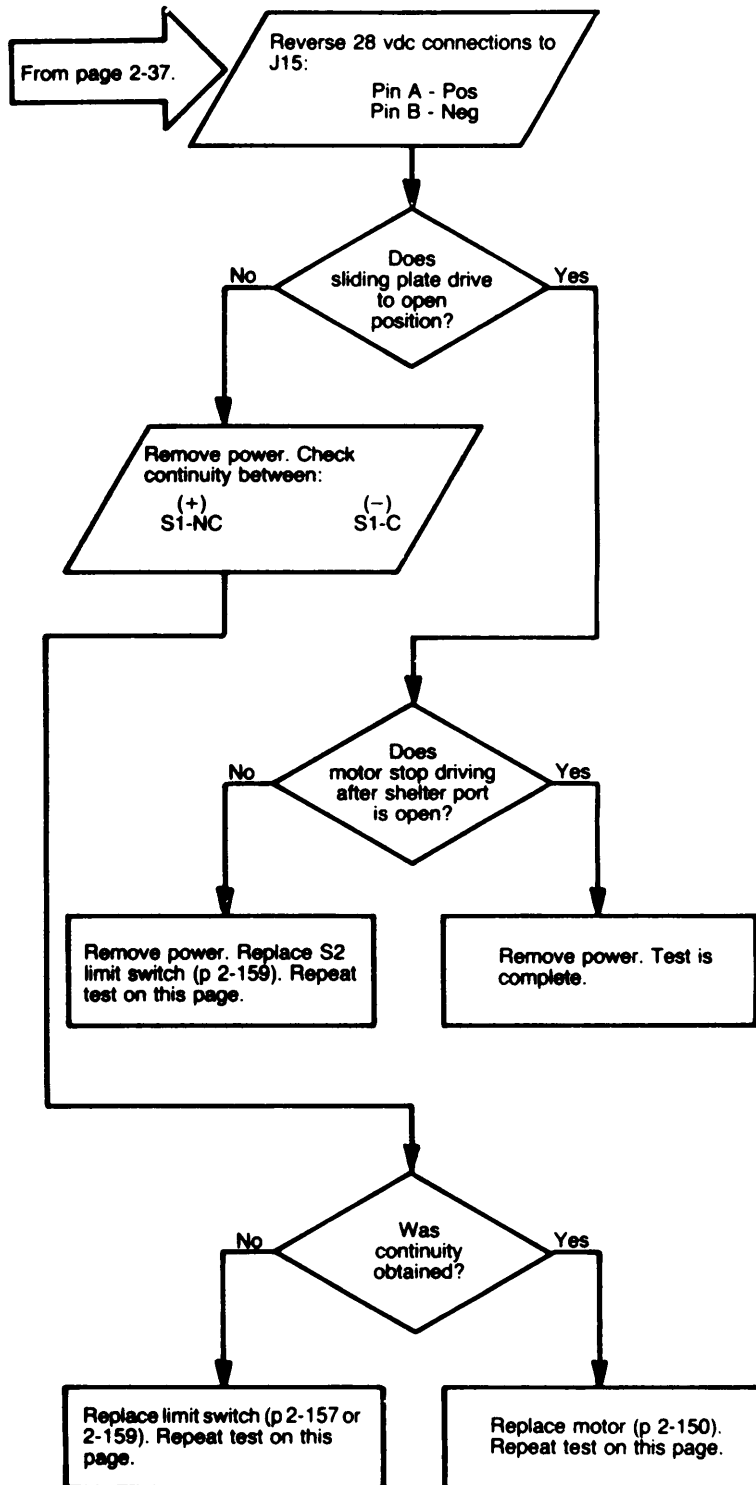 From page 2-37.
Reverse 28 vdc connections to
J15:
Pin A - Pos
Pin B - Neg
Does
sliding plate drive
to open
position?
No
Yes
Remove power. Check
continuity between:
(+) (−)
S1-NC S1-C
Does
motor stop driving
after shelter port
is open?
No
Yes
Remove power. Replace S2
limit switch (p 2-159). Repeat
test on this page.
Remove power. Test is
complete.
Was
continuity
obtained?
No
Yes
Replace limit switch (p 2-157 or
2-159). Repeat test on this
page.
Replace motor (p 2-150).
Repeat test on this page.